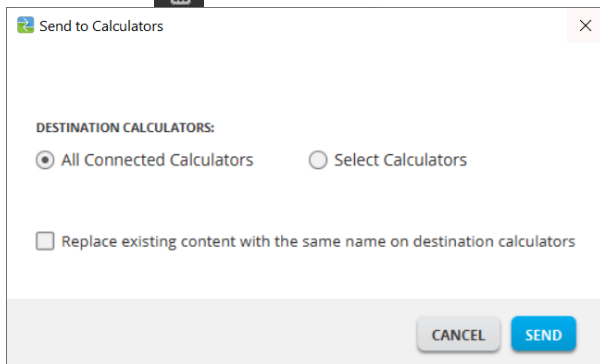 Send to Calculators
DESTINATION CALCULATORS:
All Connected Calculators
Select Calculators
Replace existing content with the same name on destination calculators
CANCEL
SEND